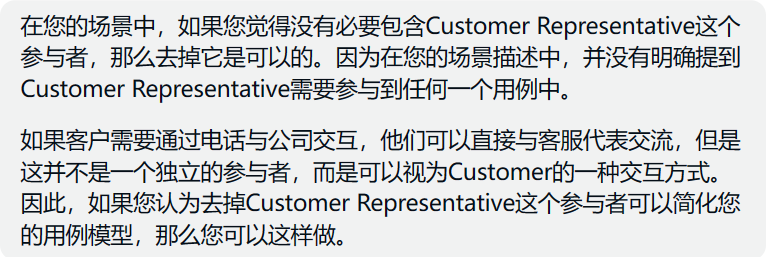 在您的场景中，如果您觉得没有必要包含Customer Representative这个
参与者，那么去掉它是可以的。因为在您的场景描述中，并没有明确提到
Customer Representative需要参与到任何一个用例中。
如果客户需要通过电话与公司交互，他们可以直接与客服代表交流，但是
这并不是一个独立的参与者，而是可以视为Customer的一种交互方式。
因此，如果您认为去掉Customer Representative这个参与者可以简化您
的用例模型，那么您可以这样做。